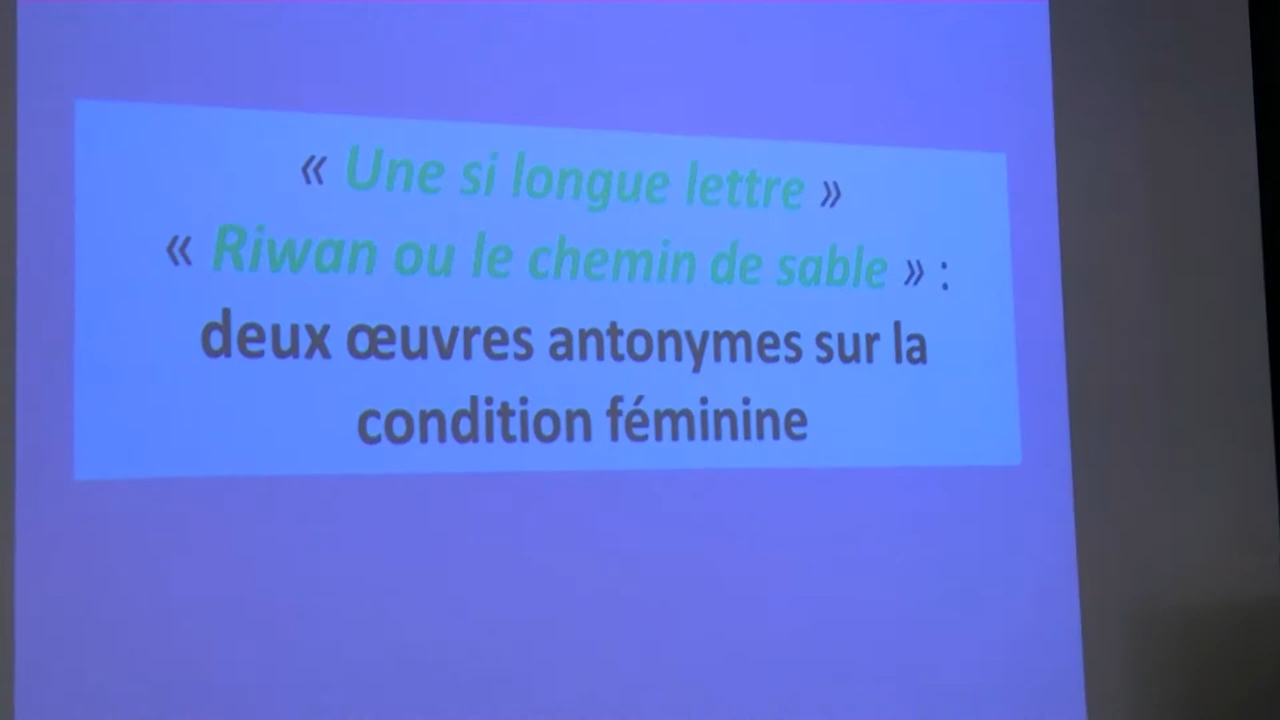 « Une si longue lettre »
« Riwan ou le chemin de sable » :
deux œuvres antonymes sur la
condition féminine